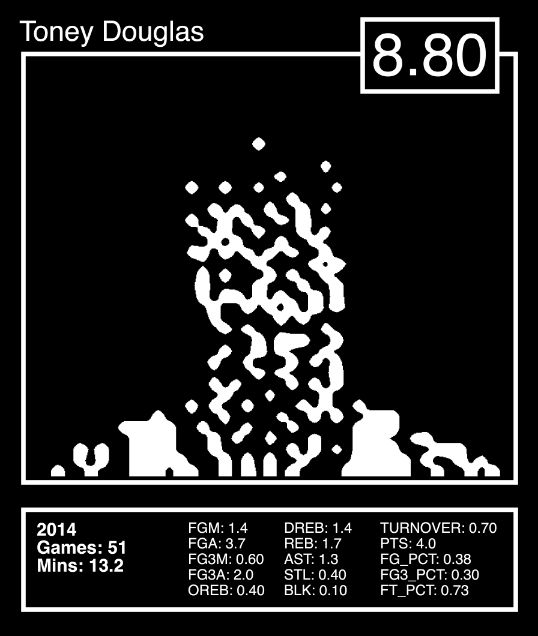 Toney Douglas
8.80
2014
Games: 51
Mins: 13.2
FGM: 1.4
FGA: 3.7
FG3M: 0.60
FG3A: 2.0
OREB: 0.40
DREB: 1.4
REB: 1.7
AST: 1.3
STL: 0.40
BLK: 0.10
TURNOVER: 0.70
PTS: 4.0
FG_PCT: 0.38
FG3_PCT: 0.30
FT_PCT: 0.73